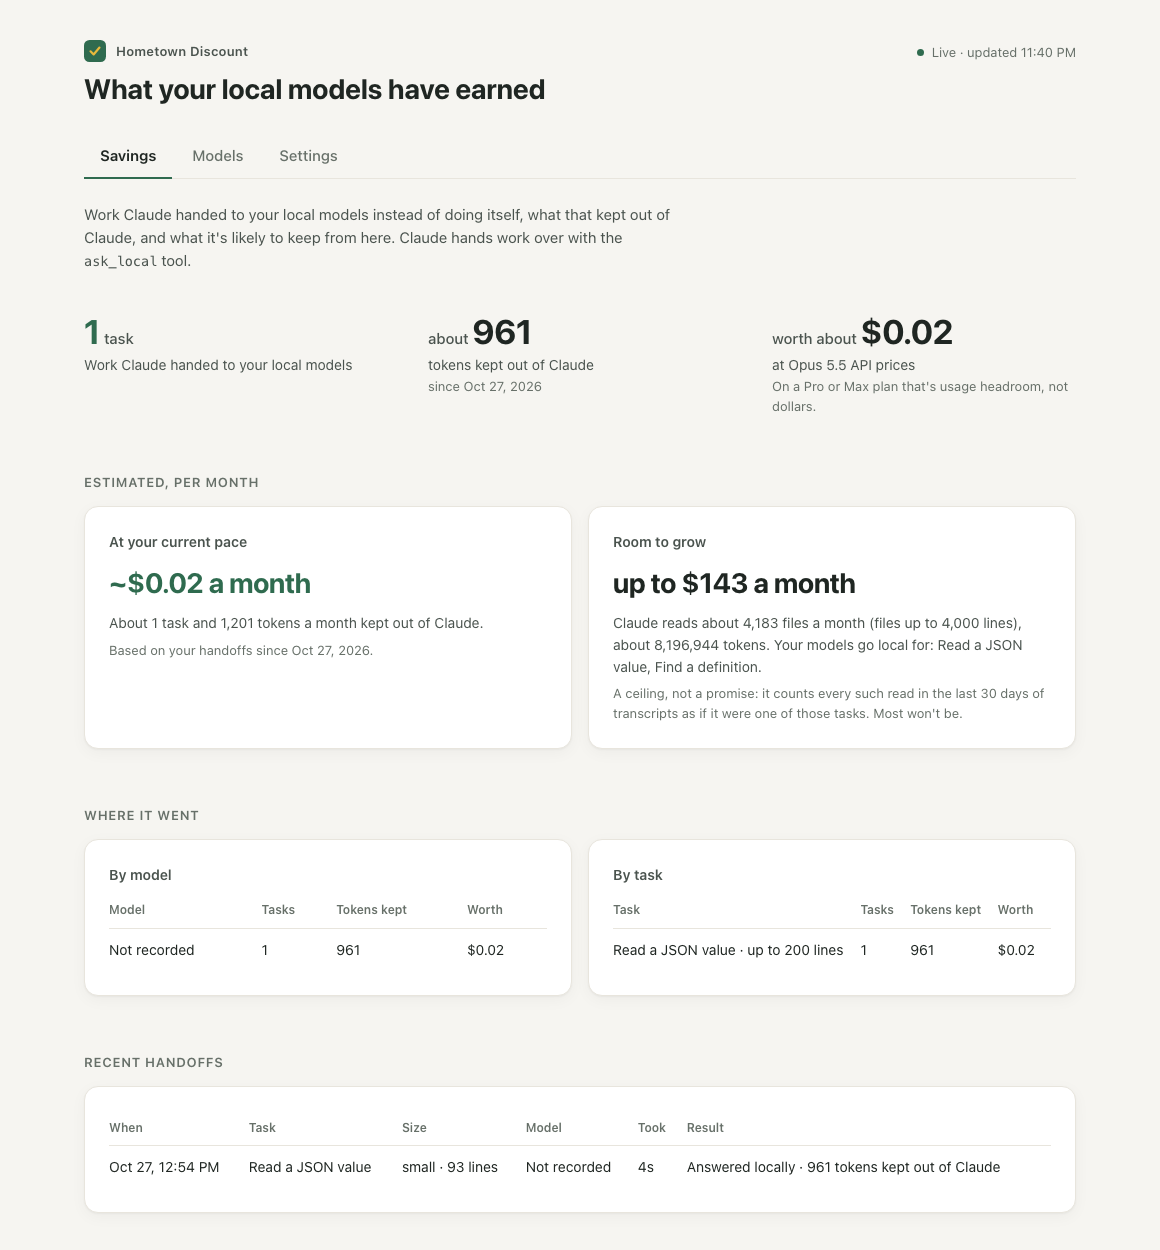 Hometown Discount
Live · updated 11:40 PM
What your local models have earned
Savings Models Settings
Work Claude handed to your local models instead of doing itself, what that kept out of
Claude, and what it's likely to keep from here. Claude hands work over with the
ask_local tool.
1 task
Work Claude handed to your local models
about 961
tokens kept out of Claude
since Oct 27, 2026
worth about $0.02
at Opus 5.5 API prices
On a Pro or Max plan that's usage headroom, not
dollars.
ESTIMATED, PER MONTH
At your current pace
~$0.02 a month
About 1 task and 1,201 tokens a month kept out of Claude.
Based on your handoffs since Oct 27, 2026.
Room to grow
up to $143 a month
Claude reads about 4,183 files a month (files up to 4,000 lines),
about 8,196,944 tokens. Your models go local for: Read a JSON
value, Find a definition.
A ceiling, not a promise: it counts every such read in the last 30 days of
transcripts as if it were one of those tasks. Most won't be.
WHERE IT WENT
By model
Model Tasks Tokens kept Worth
Not recorded 1 961 $0.02
By task
Task Tasks Tokens kept Worth
Read a JSON value · up to 200 lines 1 961 $0.02
RECENT HANDOFFS
When Task Size Model Took Result
Oct 27, 12:54 PM Read a JSON value small · 93 lines Not recorded 4s Answered locally · 961 tokens kept out of Claude